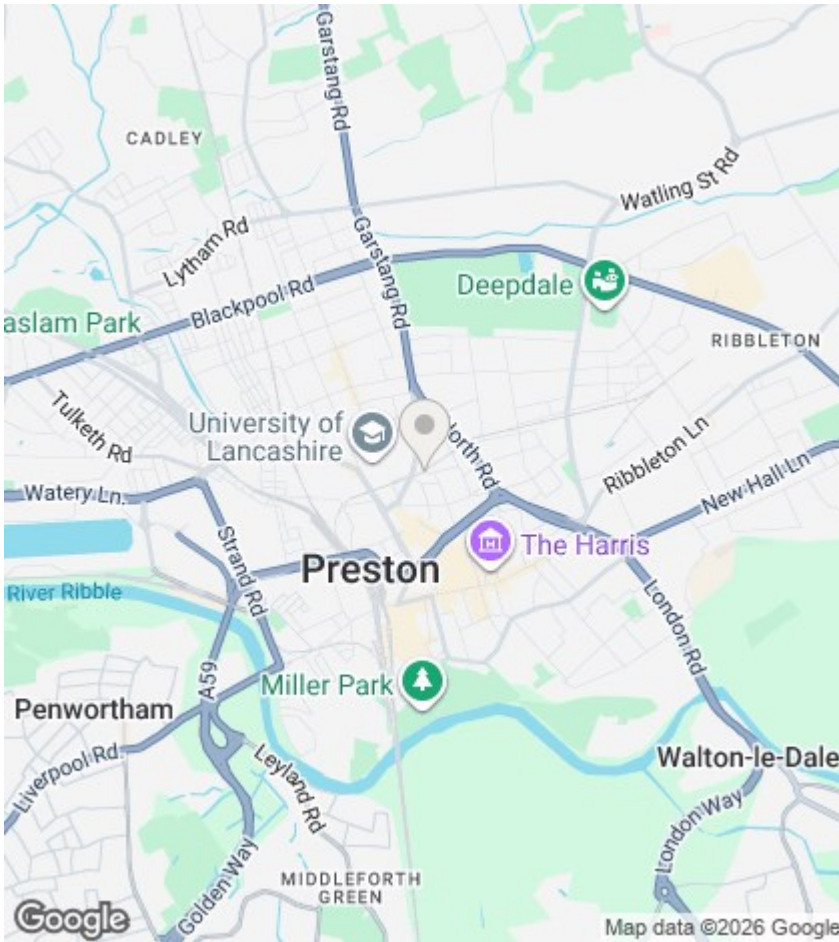 Garstang Rd
CADLEY
Watling St Rd
Lytham Rd
Garstang Rd
Deepdale
Blackpool Rd
aslam Park
RIBBLETON
Tulketh Rd
University of
Lancashire
North Rd
Ribbleton Ln
New Hall Ln
Watery Ln.
Strand Rd
The Harris
Preston
River Ribble
London Rd
A59
Miller Park
Penwortham
Walton-le-Dale
Liverpool Rd.
Leyland Rd
London Way
MIDDLEFORTH
GREEN
Golden Way
Google
Map data ©2026 Google